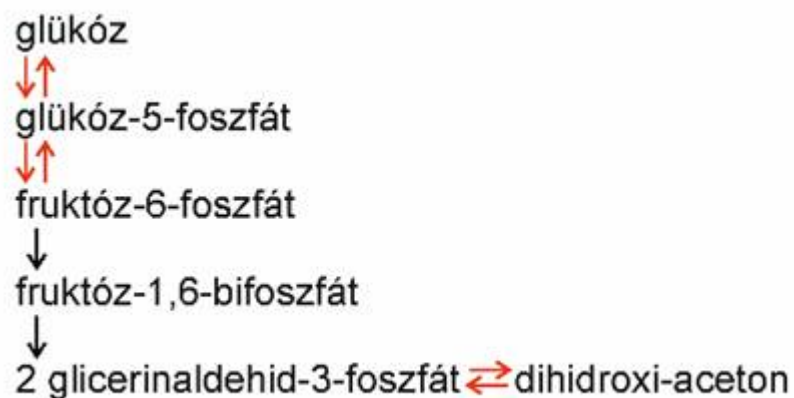 glükóz
glükóz-5-foszfát
fruktóz-6-foszfát
fruktóz-1,6-bifoszfát
2 glicerinaldehid-3-foszfát dihidroxi-aceton